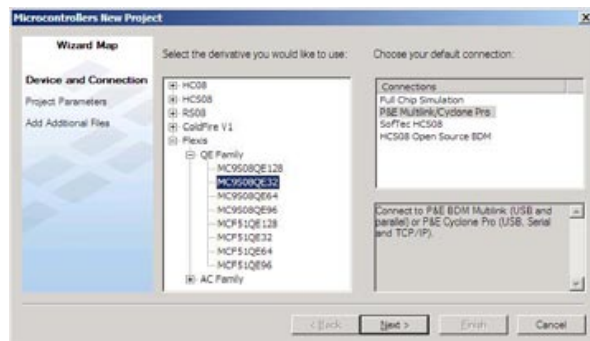 Microcontrollers New Project
Wizard Map
Device and Connection
Project Parameters
Add Additional Files
Select the derivative you would like to use:
HC08
HCS08
RS08
ColdFire V1
Flexis
QE Family
MC9S08QE128
MC9S08QE32
MC9S08QE64
MC9S08QE96
MCF51QE128
MCF51QE32
MCF51QE64
MCF51QE96
AC Family
Choose your default connection:
Connections
Full Chip Simulation
P&E Multilink/Cyclone Pro
SofTec HCS08
HCS08 Open Source BDM
Connect to P&E BDM Multilink (USB and
parallel) or P&E Cyclone Pro (USB, Serial
and TCP/IP).
< Back
Next >
Finish
Cancel